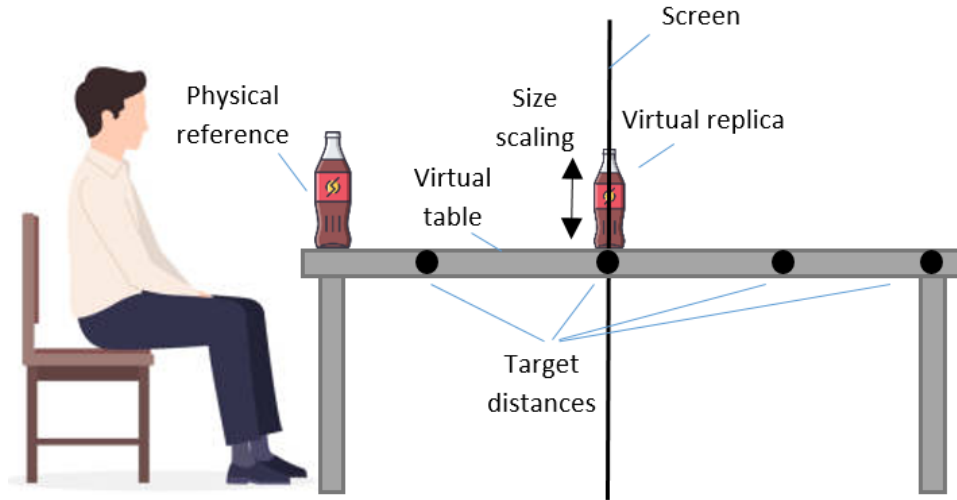 Screen
Physical
reference
Size
scaling
Virtual replica
Virtual
table
Target
distances